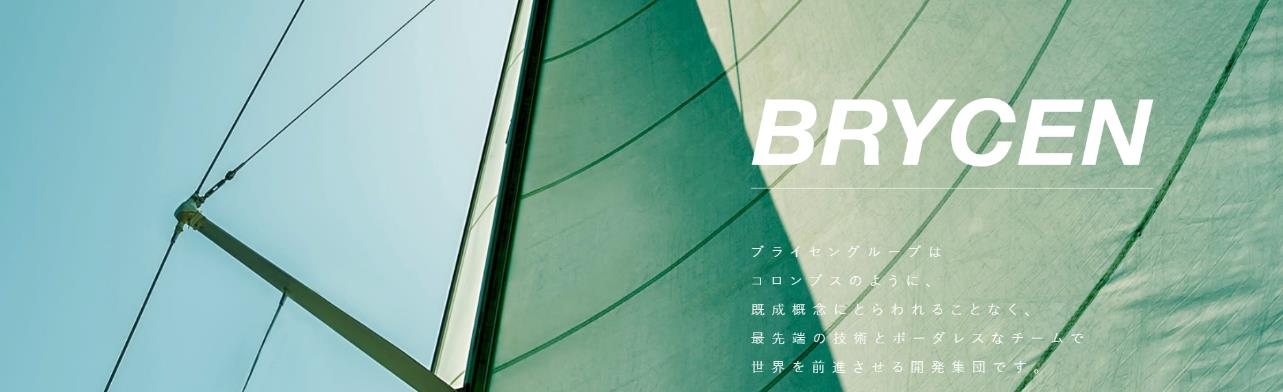 BRYCEN
ブライセングループは
コロンブスのように、
既成概念にとらわれることなく、
最先端の技術とボーダレスなチームで
世界を前進させる開発集団です。